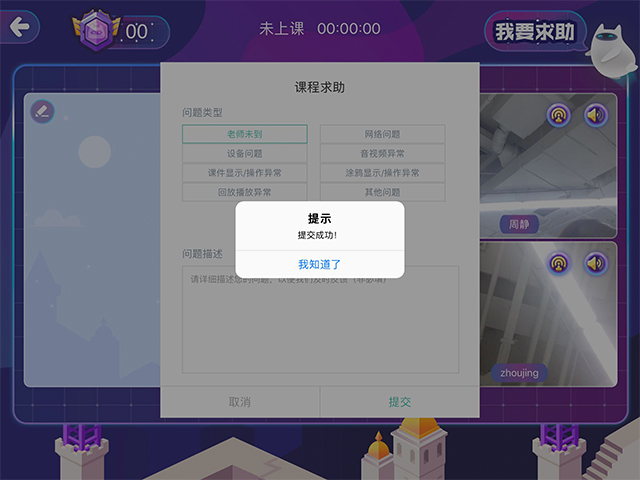 00
未上课 00:00:00
我要求助
课程求助
问题类型
老师未到
网络问题
设备问题
音视频异常
课件显示/操作异常
涂鸦显示/操作异常
回放播放异常
其他问题
提示
提交成功!
我知道了
问题描述
请详细描述您的问题，以便我们及时反馈（非必填）
取消
提交
周静
zhoujing